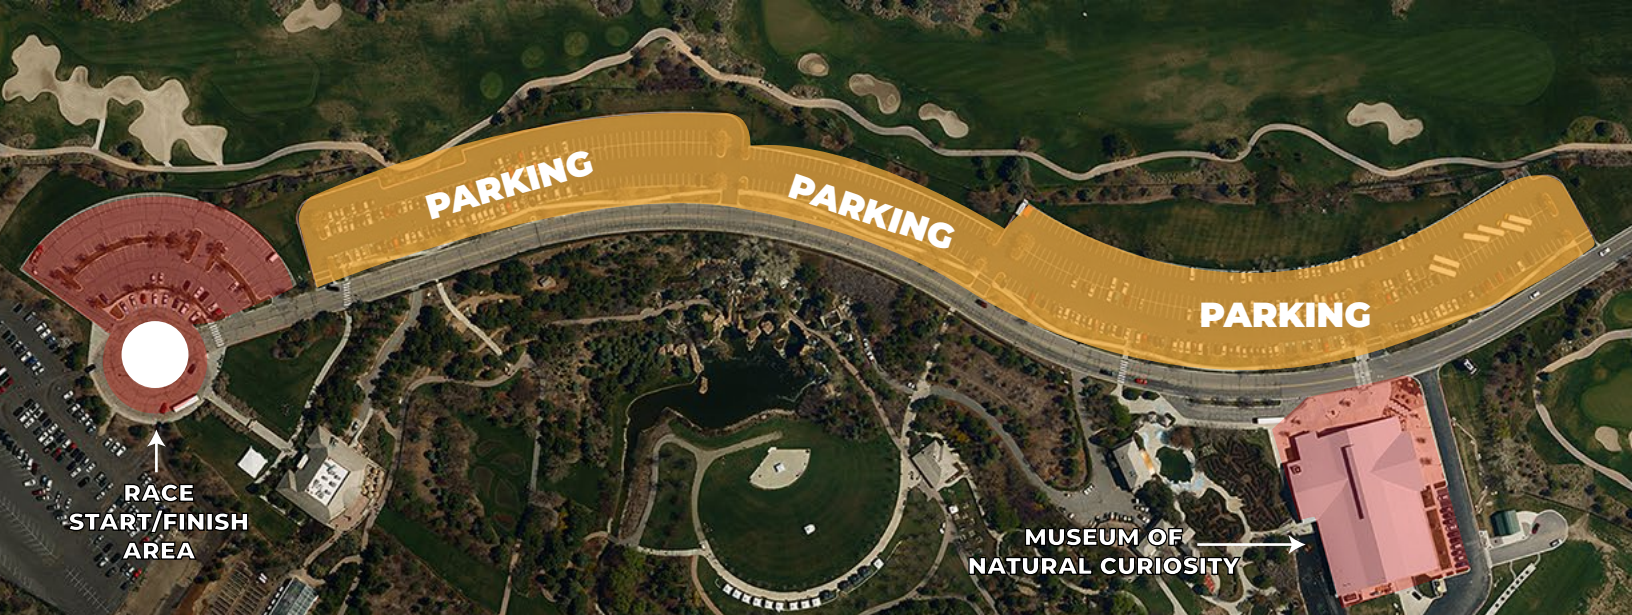 PARKING
PARKING
PARKING
RACE
START/FINISH
AREA
MUSEUM OF
NATURAL CURIOSITY